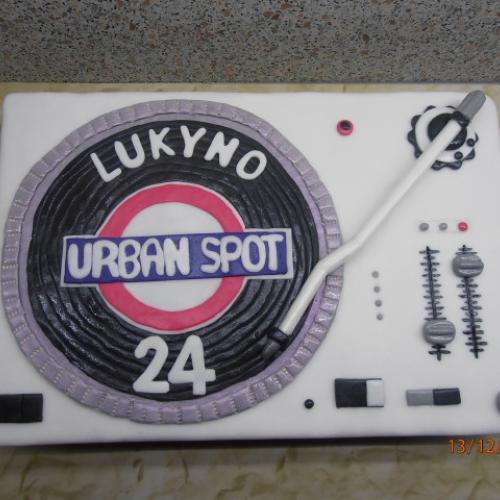 LUKYNO
URBAN SPOT
24
13/12.